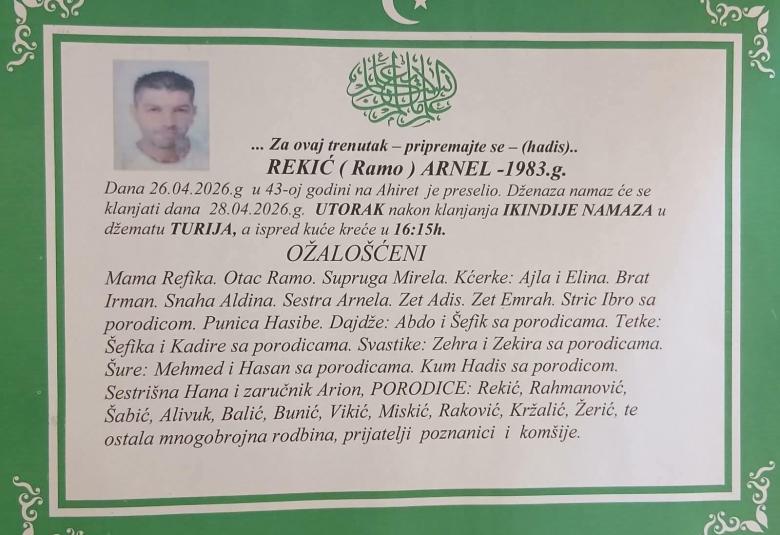 ... Za ovaj trenutak – pripremajte se – (hadis)..
REKIĆ ( Ramo ) ARNEL -1983.g.
Dana 26.04.2026.g u 43-oj godini na Ahiret je preselio. Dženaza namaz će se
klanjati dana 28.04.2026.g. UTORAK nakon klanjanja IKINDIJE NAMAZA u
džematu TURIJA, a ispred kuće kreće u 16:15h.
OŽALOŠĆENI
Mama Refika. Otac Ramo. Supruga Mirela. Kćerke: Ajla i Elina. Brat
Irman. Snaha Aldina. Sestra Arnela. Zet Adis. Zet Emrah. Stric Ibro sa
porodicom. Punica Hasibe. Dajdže: Abdo i Šefik sa porodicama. Tetke:
Šefika i Kadire sa porodicama. Svastike: Zehra i Zekira sa porodicama.
Šure: Mehmed i Hasan sa porodicama. Kum Hadis sa porodicom.
Sestrišna Hana i zaručnik Arion, PORODICE: Rekić, Rahmanović,
Šabić, Alivuk, Balić, Bunić, Vikić, Miskić, Raković, Kržalić, Žerić, te
ostala mnogobrojna rodbina, prijatelji poznanici i komšije.